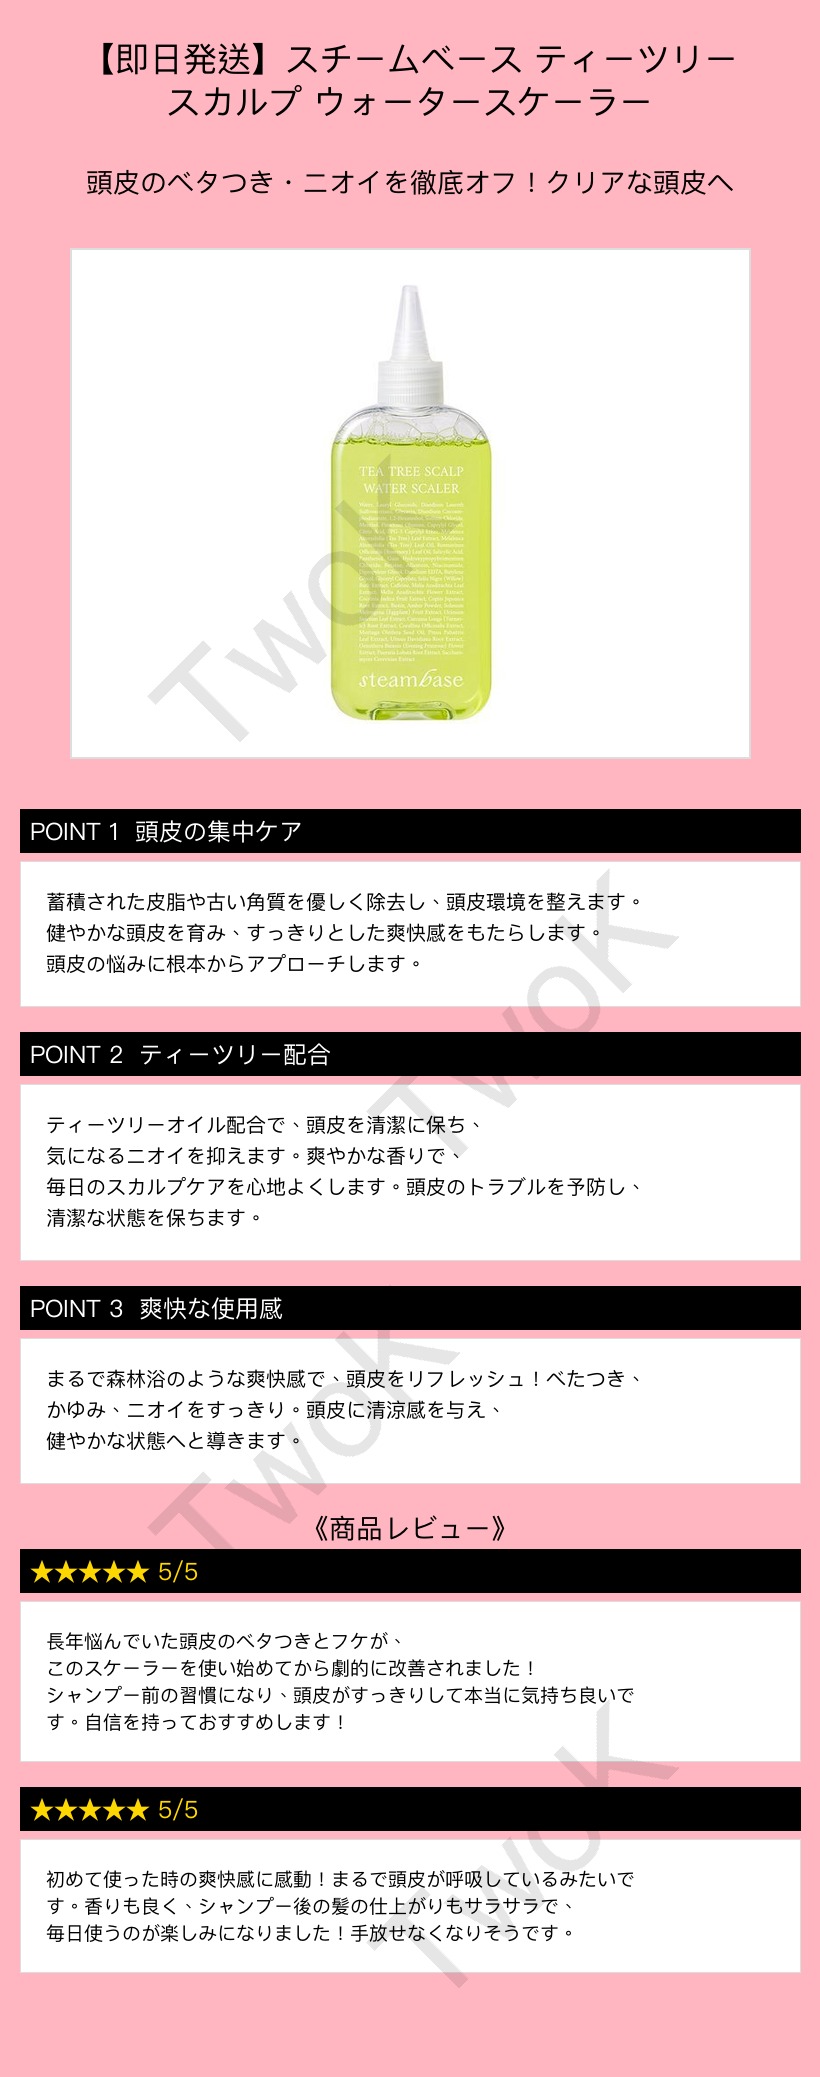 【即日発送】スチームベース ティーツリー
スカルプ ウォータースケーラー
頭皮のベタつき・ニオイを徹底オフ！クリアな頭皮へ
TEA TREE SCALP
WATER SCALER
steambase
TwoK
POINT 1 頭皮の集中ケア
蓄積された皮脂や古い角質を優しく除去し、頭皮環境を整えます。
健やかな頭皮を育み、すっきりとした爽快感をもたらします。
頭皮の悩みに根本からアプローチします。
TwoK
POINT 2 ティーツリー配合
ティーツリーオイル配合で、頭皮を清潔に保ち、
気になるニオイを抑えます。爽やかな香りで、
毎日のスカルプケアを心地よくします。頭皮のトラブルを予防し、
清潔な状態を保ちます。
POINT 3 爽快な使用感
まるで森林浴のような爽快感で、頭皮をリフレッシュ！べたつき、
かゆみ、ニオイをすっきり。頭皮に清涼感を与え、
健やかな状態へと導きます。
TwoK
《商品レビュー》
★★★★★ 5/5
長年悩んでいた頭皮のベタつきとフケが、
このスケーラーを使い始めてから劇的に改善されました！
シャンプー前の習慣になり、頭皮がすっきりして本当に気持ち良いで
す。自信を持っておすすめします！
★★★★★ 5/5
初めて使った時の爽快感に感動！まるで頭皮が呼吸しているみたいで
す。香りも良く、シャンプー後の髪の仕上がりもサラサラで、
毎日使うのが楽しみになりました！手放せなくなりそうです。
TwoK